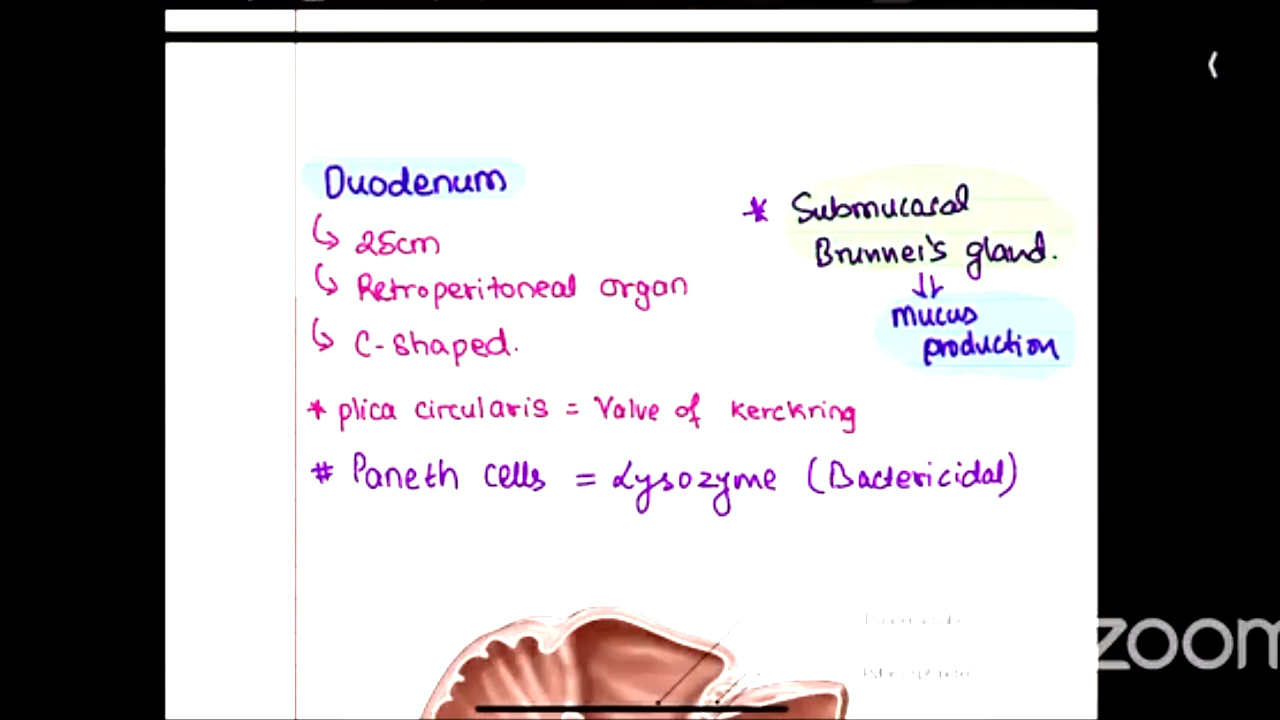 Duodenum
↳ 25cm
↳ Retroperitoneal organ
↳ C-shaped.
* Submucosal
Brunner's gland.
⇓
Mucus
production
* plica circularis = Valve of kerckring
# Paneth cells = Lysozyme (Bactericidal)
zoom